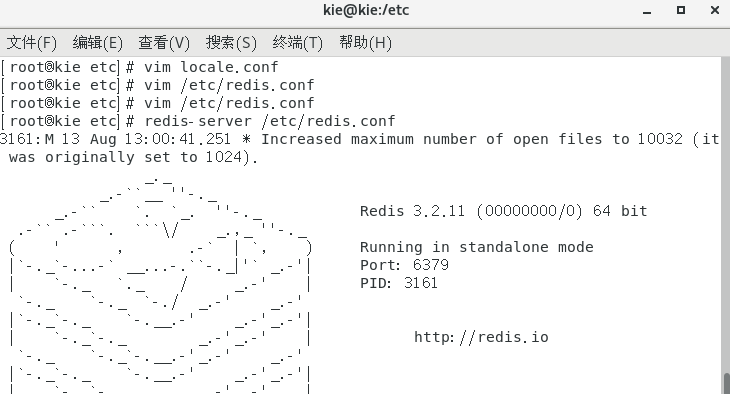 kie@kie:/etc
文件(F) 编辑(E) 查看(V) 搜索(S) 终端(T) 帮助(H)
[root@kie etc]# vim locale.conf
[root@kie etc]# vim /etc/redis.conf
[root@kie etc]# vim /etc/redis.conf
[root@kie etc]# redis-server /etc/redis.conf
3161:M 13 Aug 13:00:41.251 * Increased maximum number of open files to 10032 (it
was originally set to 1024).
Redis 3.2.11 (00000000/0) 64 bit
Running in standalone mode
Port: 6379
PID: 3161
http://redis.io